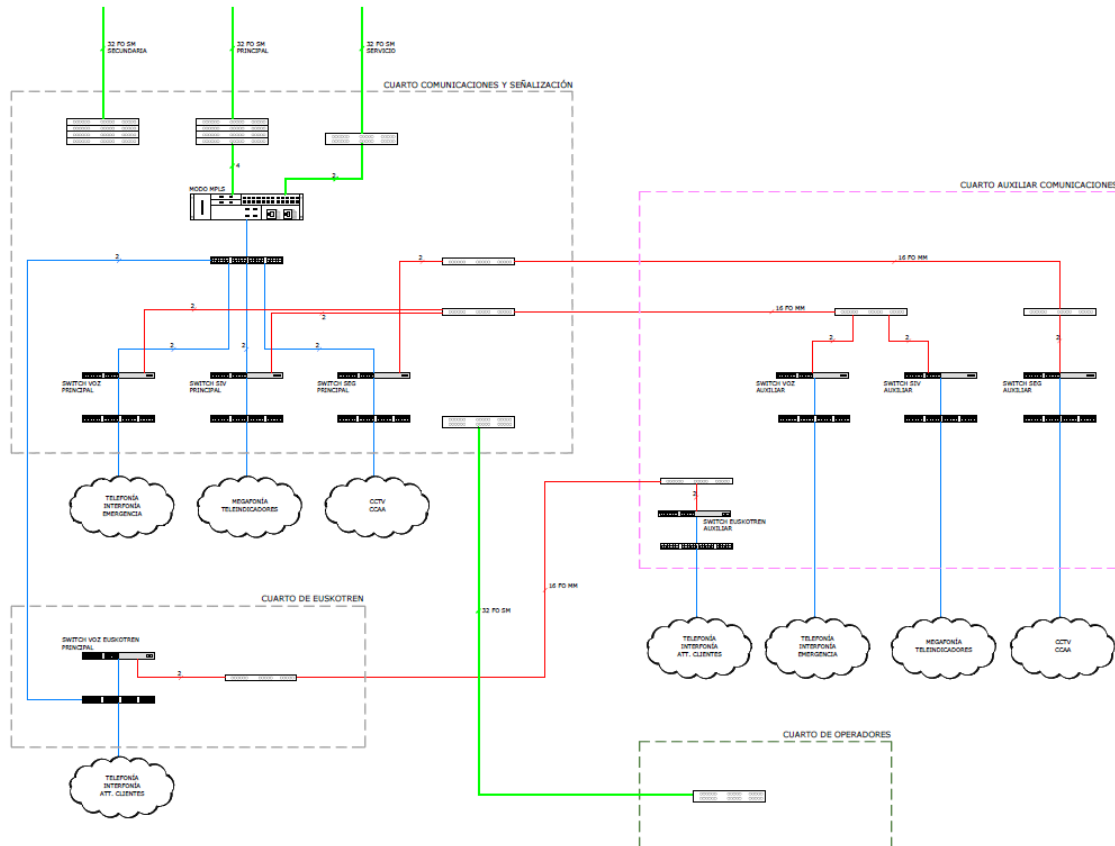 32 FO SM
SECUNDARIA
32 FO SM
PRINCIPAL
32 FO SM
SERVICIO
CUARTO COMUNICACIONES Y SEÑALIZACIÓN
4
2
MODO MPLS
CUARTO AUXILIAR COMUNICACIONES
2
2
16 FO MM
2
2
16 FO MM
2
2
2
2
2
2
SWITCH VOZ
PRINCIPAL
SWITCH SIV
PRINCIPAL
SWITCH SEG
PRINCIPAL
SWITCH VOZ
AUXILIAR
SWITCH SIV
AUXILIAR
SWITCH SEG
AUXILIAR
TELEFONÍA
INTERFONÍA
EMERGENCIA
MEGAFONÍA
TELEINDICADORES
CCTV
CCAA
2
SWITCH EUSKOTREN
AUXILIAR
16 FO MM
32 FO SM
CUARTO DE EUSKOTREN
SWITCH VOZ EUSKOTREN
PRINCIPAL
2
TELEFONÍA
INTERFONÍA
ATT. CLIENTES
TELEFONÍA
INTERFONÍA
EMERGENCIA
MEGAFONÍA
TELEINDICADORES
CCTV
CCAA
CUARTO DE OPERADORES
TELEFONÍA
INTERFONÍA
ATT. CLIENTES